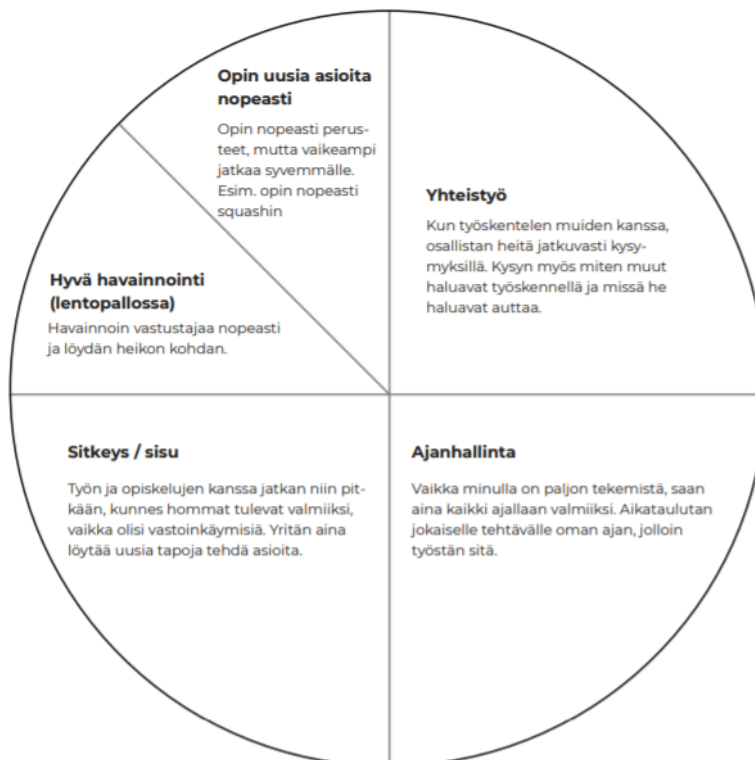 Opin uusia asioita
nopeasti
Opin nopeasti perus-
teet, mutta vaikeampi
jatkaa syvemmälle.
Esim. opin nopeasti
squashin
Yhteistyö
Kun työskentelen muiden kanssa,
osallistan heitä jatkuvasti kysy-
myksillä. Kysyn myös miten muut
haluavat työskennellä ja missä he
haluavat auttaa.
Hyvä havainnointi
(lentopallossa)
Havainnoin vastustajaa nopeasti
ja löydän heikon kohdan.
Sitkeys / sisu
Työn ja opiskelujen kanssa jatkan niin pit-
kään, kunnes hommat tulevat valmiiksi,
vaikka olisi vastoinkäymisiä. Yritän aina
löytää uusia tapoja tehdä asioita.
Ajanhallinta
Vaikka minulla on paljon tekemistä, saan
aina kaikki ajallaan valmiiksi. Aikataulutan
jokaiselle tehtävälle oman ajan, jolloin
työstän sitä.